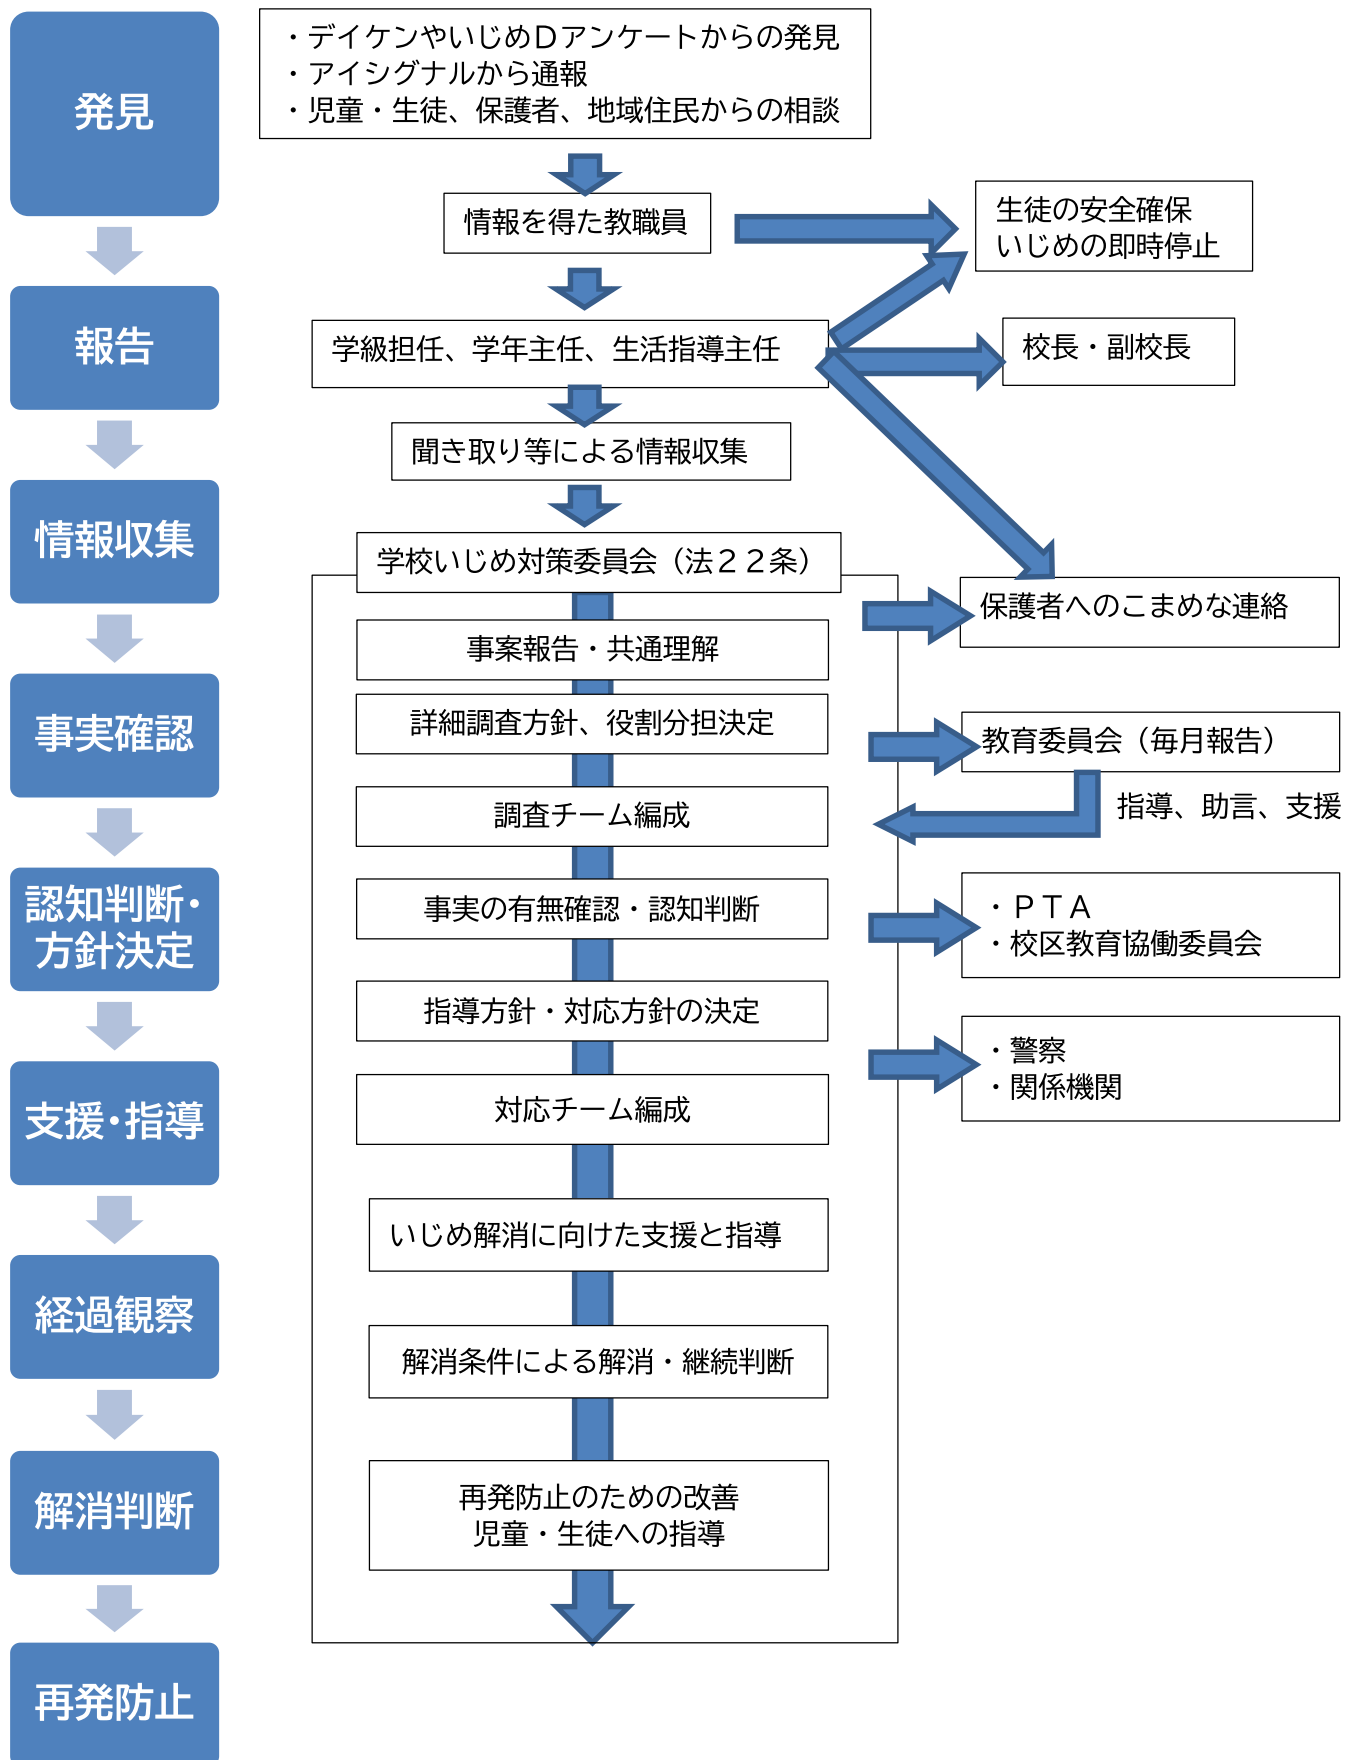 発見
報告
情報収集
事実確認
認知判断・
方針決定
支援・指導
経過観察
解消判断
再発防止
・デイケンやいじめＤアンケートからの発見
・アイシグナルから通報
・児童・生徒、保護者、地域住民からの相談
情報を得た教職員
生徒の安全確保
いじめの即時停止
学級担任、学年主任、生活指導主任
校長・副校長
聞き取り等による情報収集
学校いじめ対策委員会（法２２条）
保護者へのこまめな連絡
事案報告・共通理解
詳細調査方針、役割分担決定
教育委員会（毎月報告）
指導、助言、支援
調査チーム編成
事実の有無確認・認知判断
・ＰＴＡ
・校区教育協働委員会
指導方針・対応方針の決定
・警察
・関係機関
対応チーム編成
いじめ解消に向けた支援と指導
解消条件による解消・継続判断
再発防止のための改善
児童・生徒への指導